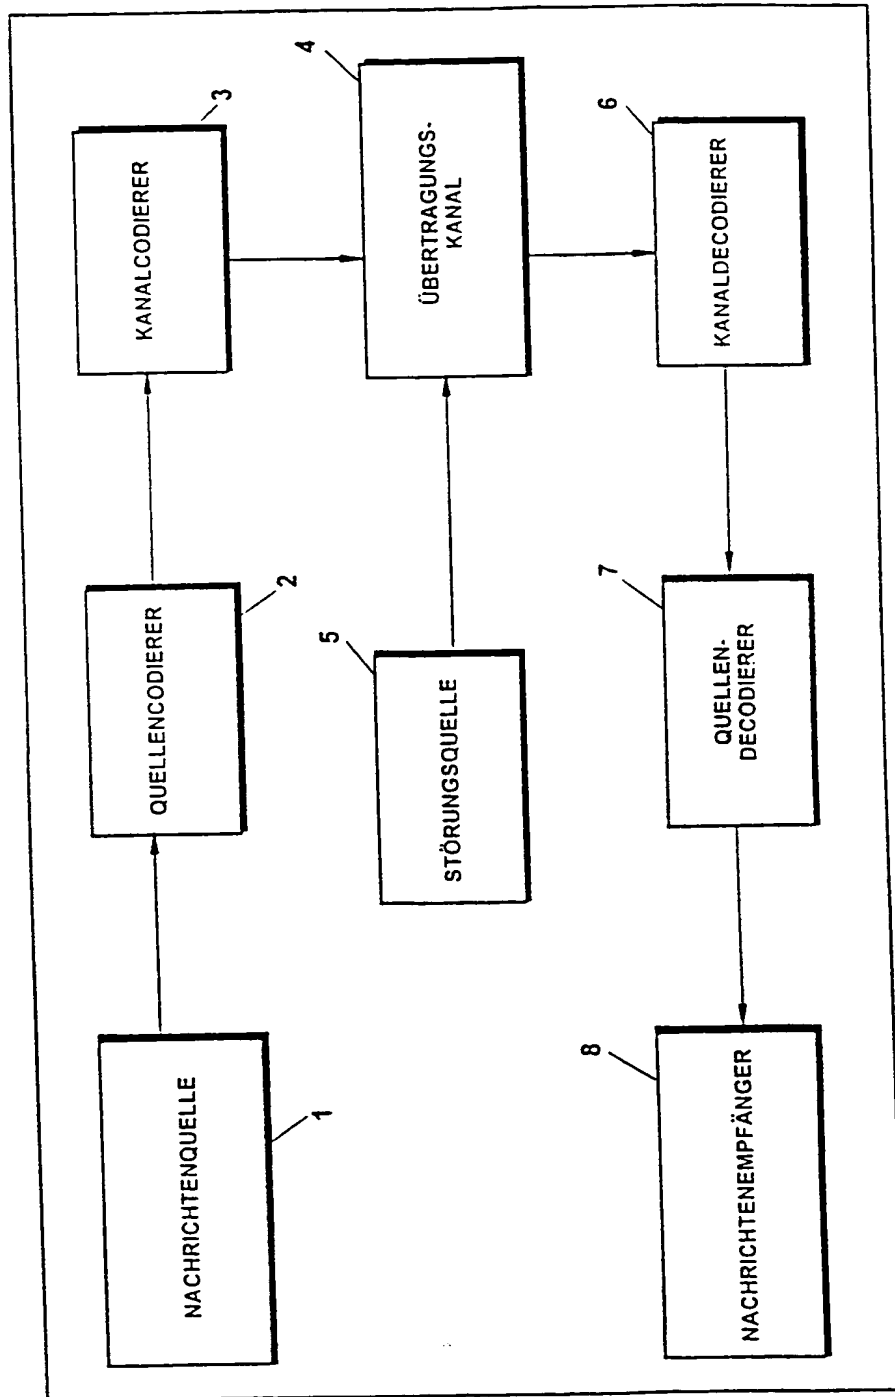 NACHRICHTENQUELLE
1
QUELLENCODIERER
2
KANALCODIERER
3
ÜBERTRAGUNGS-
KANAL
4
STÖRUNGSQUELLE
5
KANALDECODIERER
6
QUELLEN-
DECODIERER
7
NACHRICHTENEMPFÄNGER
8